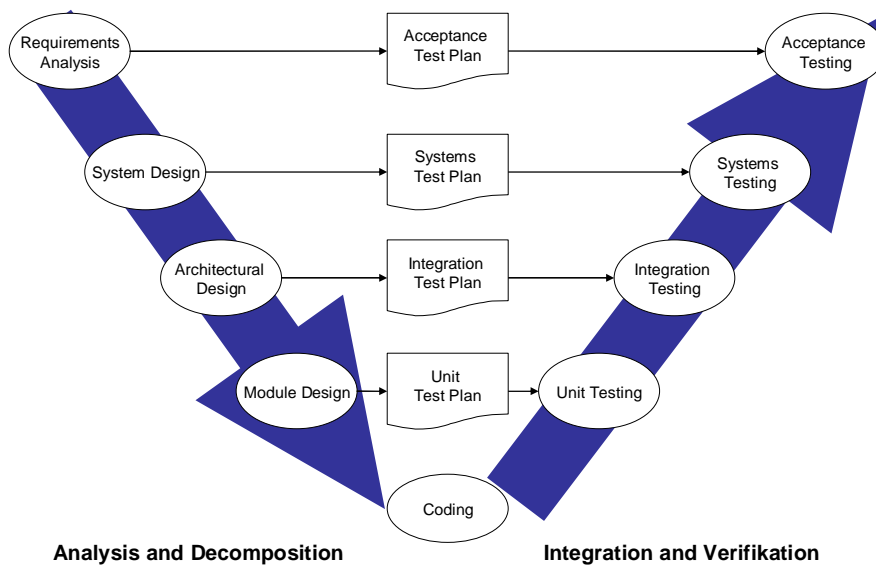 Requirements
Analysis
Acceptance
Test Plan
Acceptance
Testing
System Design
Systems
Test Plan
Systems
Testing
Architectural
Design
Integration
Test Plan
Integration
Testing
Module Design
Unit
Test Plan
Unit Testing
Coding
Analysis and Decomposition
Integration and Verifikation